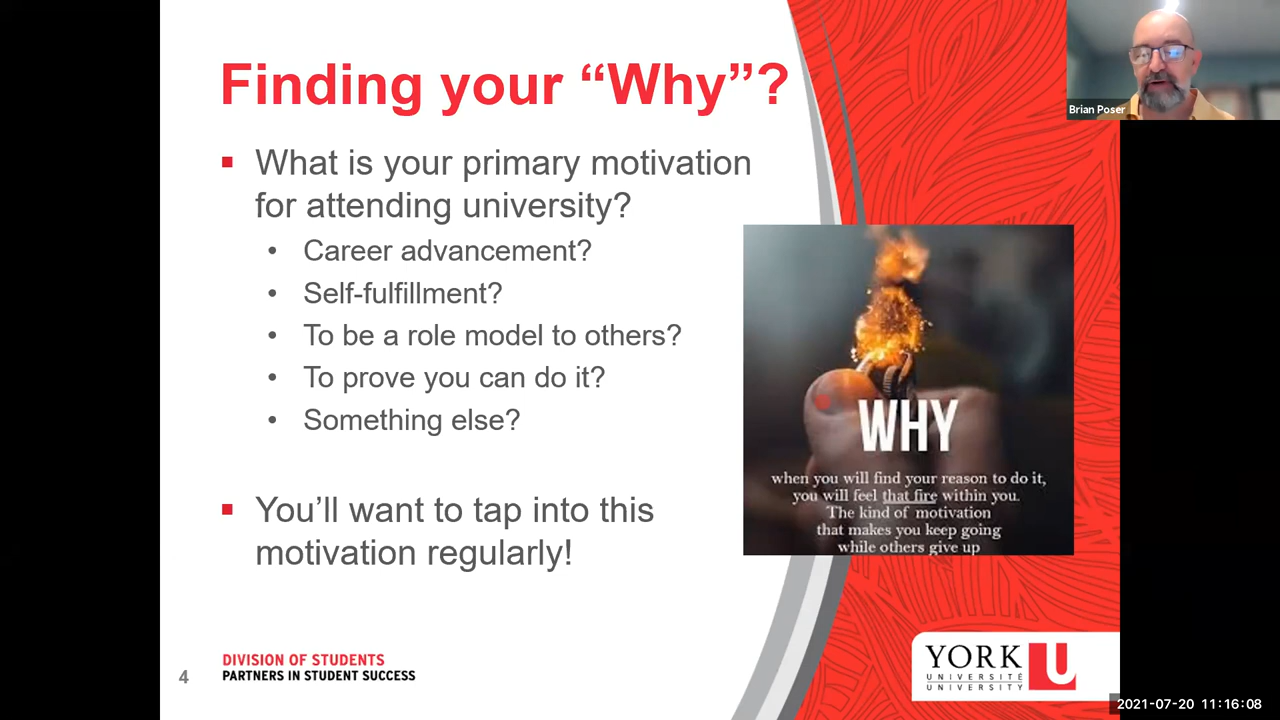 Finding your “Why”?
▪ What is your primary motivation
for attending university?
• Career advancement?
• Self-fulfillment?
• To be a role model to others?
• To prove you can do it?
• Something else?
▪ You’ll want to tap into this
motivation regularly!
WHY
when you will find your reason to do it,
you will feel that fire within you.
The kind of motivation
that makes you keep going
while others give up
Brian Poser
4
DIVISION OF STUDENTS
PARTNERS IN STUDENT SUCCESS
YORK U
UNIVERSITÉ
UNIVERSITY
2021-07-20 11:16:08